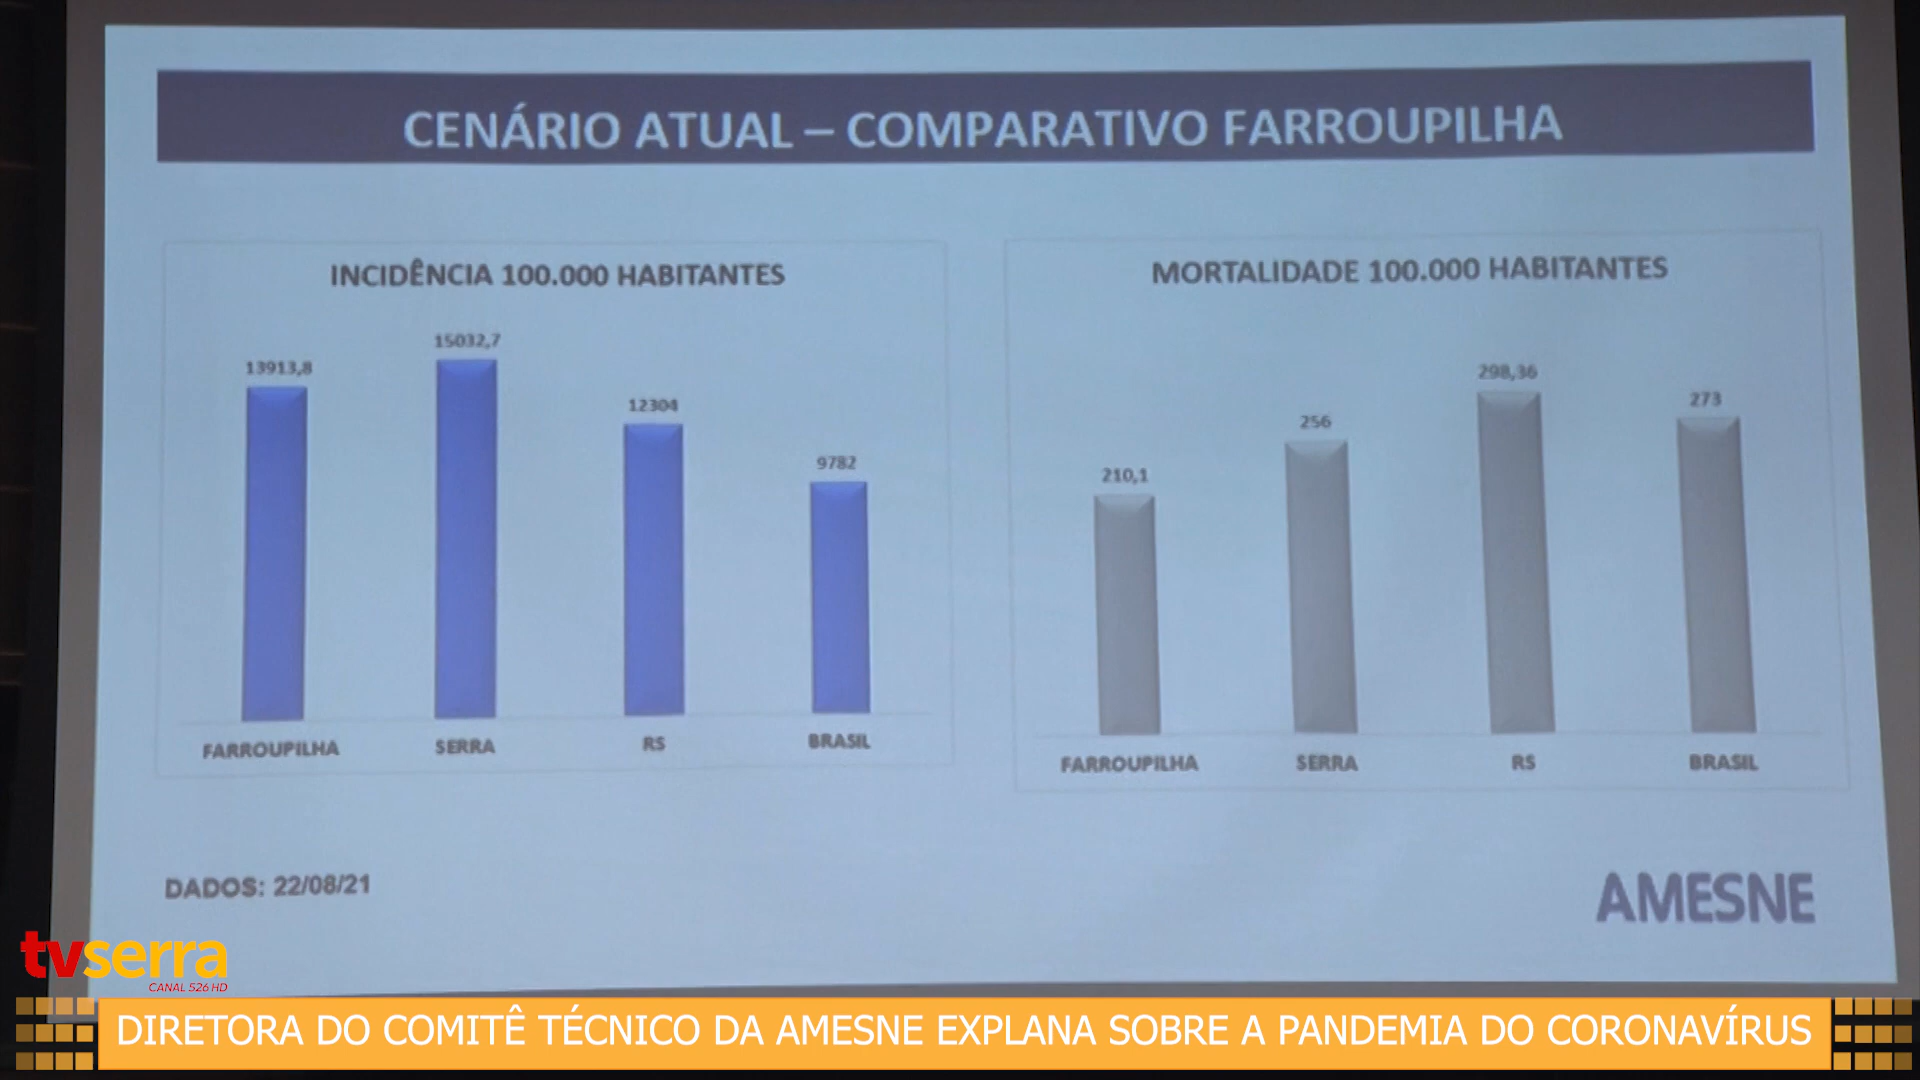 CENÁRIO ATUAL – COMPARATIVO FARROUPILHA
INCIDÊNCIA 100.000 HABITANTES
13913,8
15032,7
12304
9782
FARROUPILHA
SERRA
RS
BRASIL
MORTALIDADE 100.000 HABITANTES
210,1
256
298,36
273
FARROUPILHA
SERRA
RS
BRASIL
DADOS: 22/08/21
AMESNE
tvserra
CANAL 526 HD
DIRETORA DO COMITÊ TÉCNICO DA AMESNE EXPLANA SOBRE A PANDEMIA DO CORONAVÍRUS